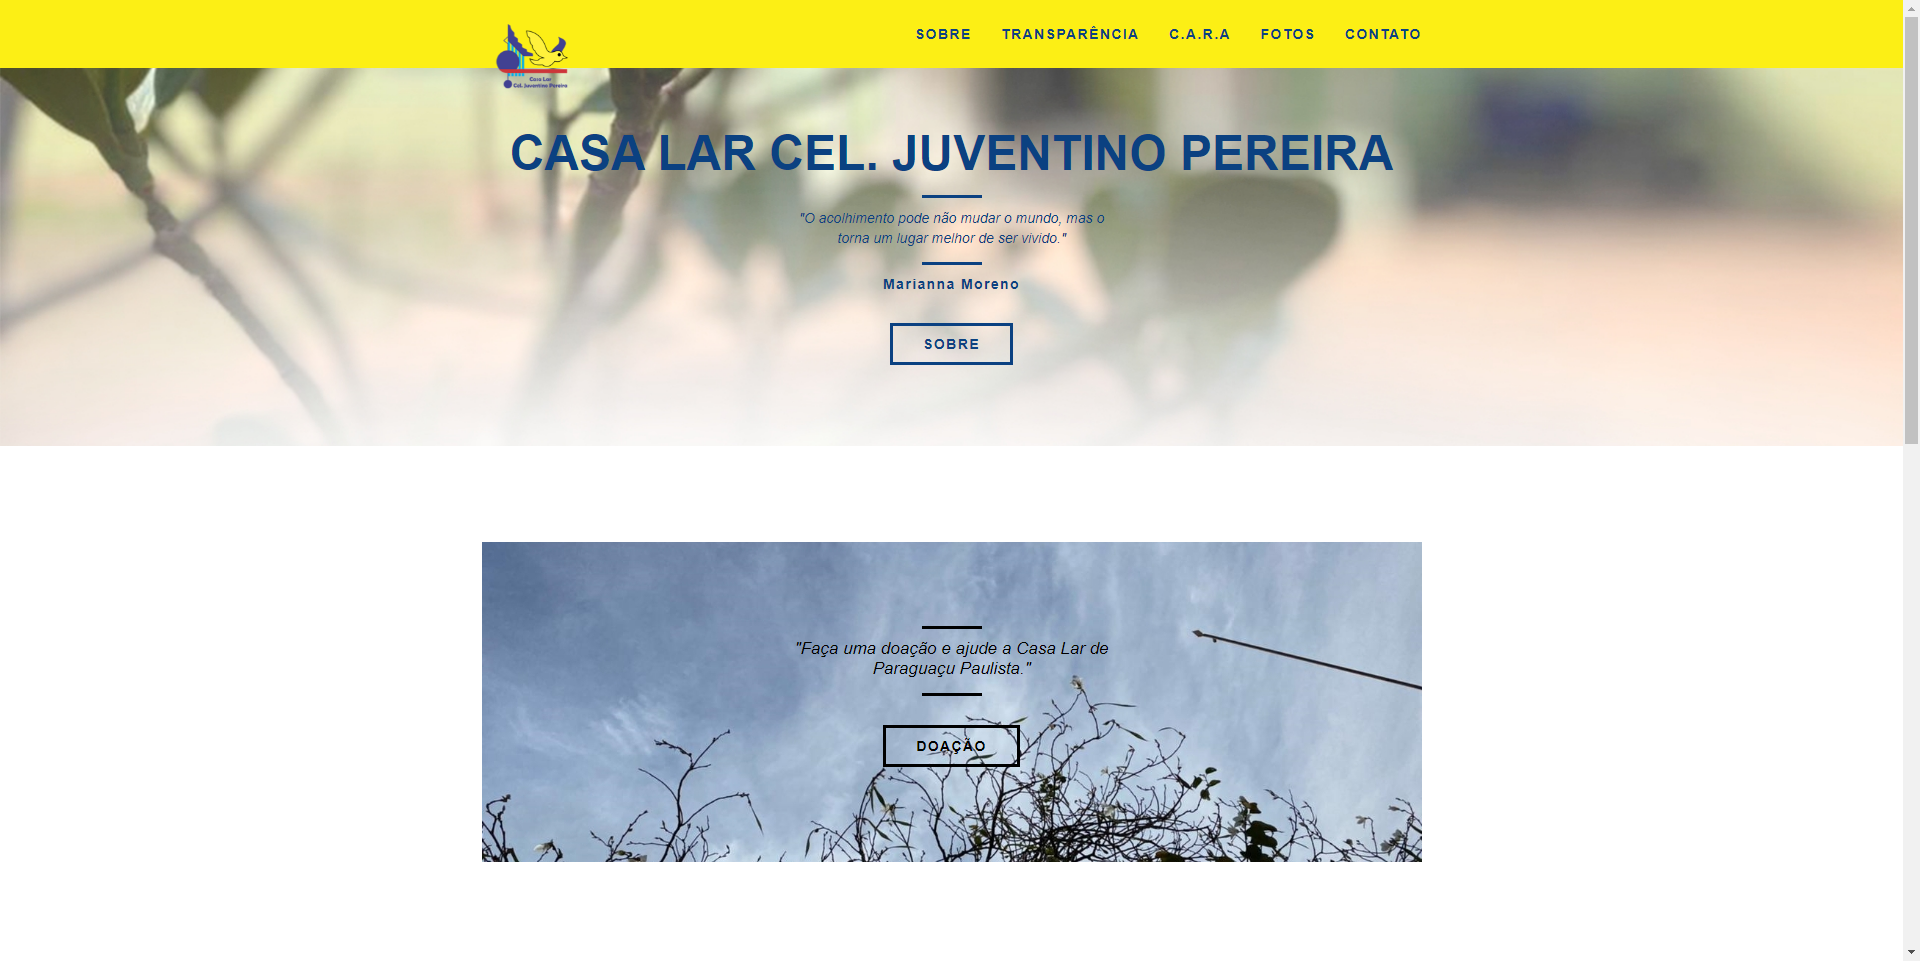 SOBRE TRANSPARÊNCIA C.A.R.A FOTOS CONTATO
Casa Lar
Cel. Juventino Pereira
CASA LAR CEL. JUVENTINO PEREIRA
"O acolhimento pode não mudar o mundo, mas o
torna um lugar melhor de ser vivido."
Marianna Moreno
SOBRE
"Faça uma doação e ajude a Casa Lar de
Paraguaçu Paulista."
DOAÇÃO